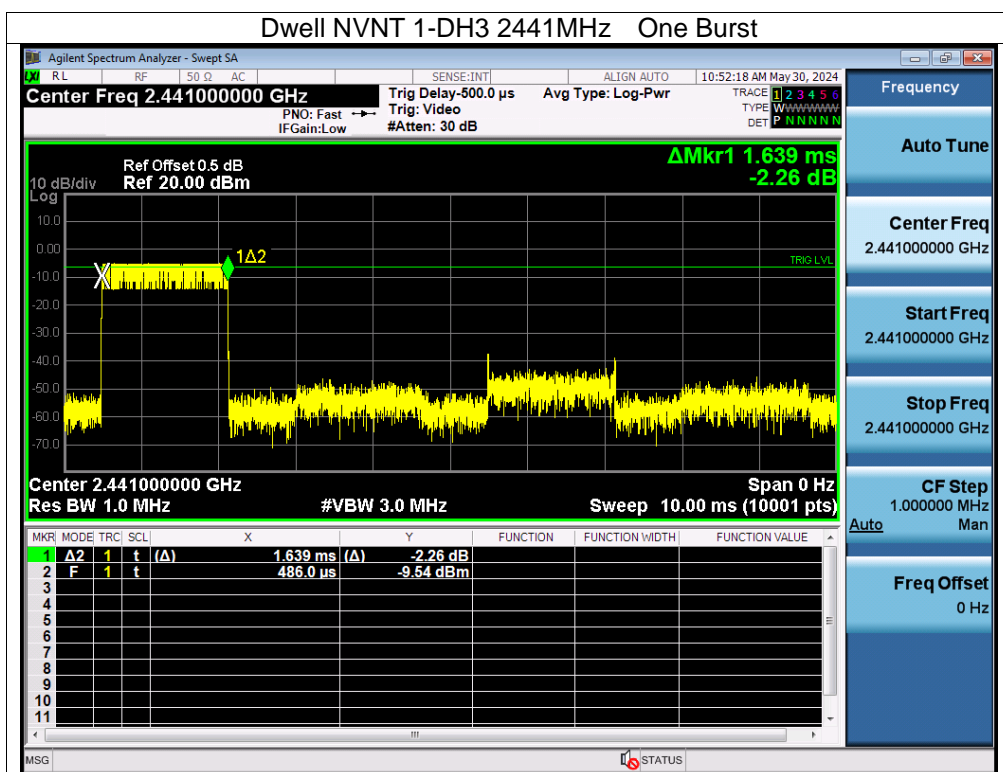 Dwell NVNT 1-DH3 2441MHz One Burst
Agilent Spectrum Analyzer - Swept SA
LXI RL RF 50 Ω AC SENSE:INT ALIGN AUTO 10:52:18 AM May 30, 2024
Center Freq 2.441000000 GHz Trig Delay-500.0 µs Avg Type: Log-Pwr TRACE 1 2 3 4 5 6
PNO: Fast Trig: Video TYPE WWWWWWW
IFGain:Low #Atten: 30 dB DET P N N N N N
ΔMkr1 1.639 ms
-2.26 dB
Ref Offset 0.5 dB
10 dB/div Ref 20.00 dBm
Log
10.0
0.00
-10.0
-20.0
-30.0
-40.0
-50.0
-60.0
-70.0
X
1Δ2
TRIG LVL
Center 2.441000000 GHz Span 0 Hz
Res BW 1.0 MHz #VBW 3.0 MHz Sweep 10.00 ms (10001 pts)
MKR MODE TRC SCL X Y FUNCTION FUNCTION WIDTH FUNCTION VALUE
1 Δ2 1 t (Δ) 1.639 ms (Δ) -2.26 dB
2 F 1 t 486.0 µs -9.54 dBm
3
4
5
6
7
8
9
10
11
MSG STATUS
Frequency
Auto Tune
Center Freq
2.441000000 GHz
Start Freq
2.441000000 GHz
Stop Freq
2.441000000 GHz
CF Step
1.000000 MHz
Auto Man
Freq Offset
0 Hz